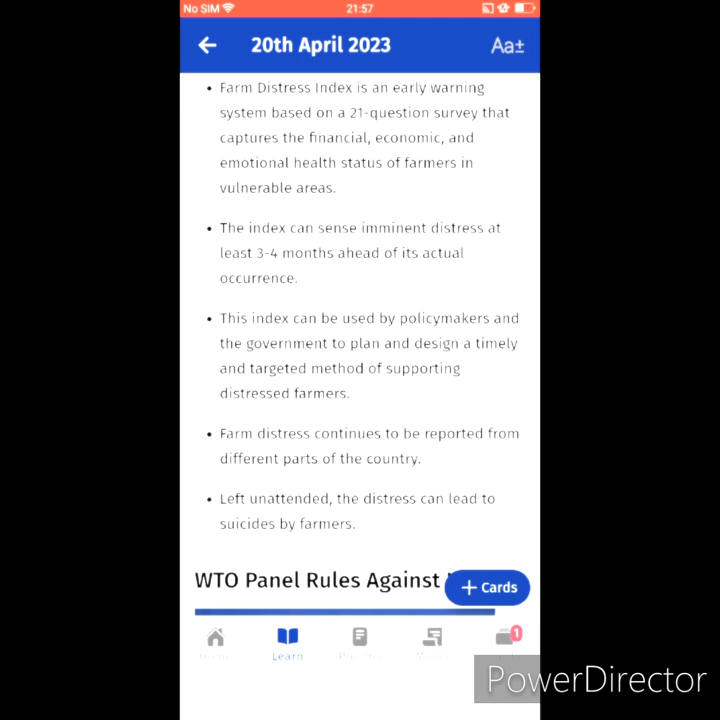 No SIM 21:57
20th April 2023 Aa±
• Farm Distress Index is an early warning
system based on a 21-question survey that
captures the financial, economic, and
emotional health status of farmers in
vulnerable areas.
• The index can sense imminent distress at
least 3-4 months ahead of its actual
occurrence.
• This index can be used by policymakers and
the government to plan and design a timely
and targeted method of supporting
distressed farmers.
• Farm distress continues to be reported from
different parts of the country.
• Left unattended, the distress can lead to
suicides by farmers.
WTO Panel Rules Against
+ Cards
1
Home Learn
PowerDirector